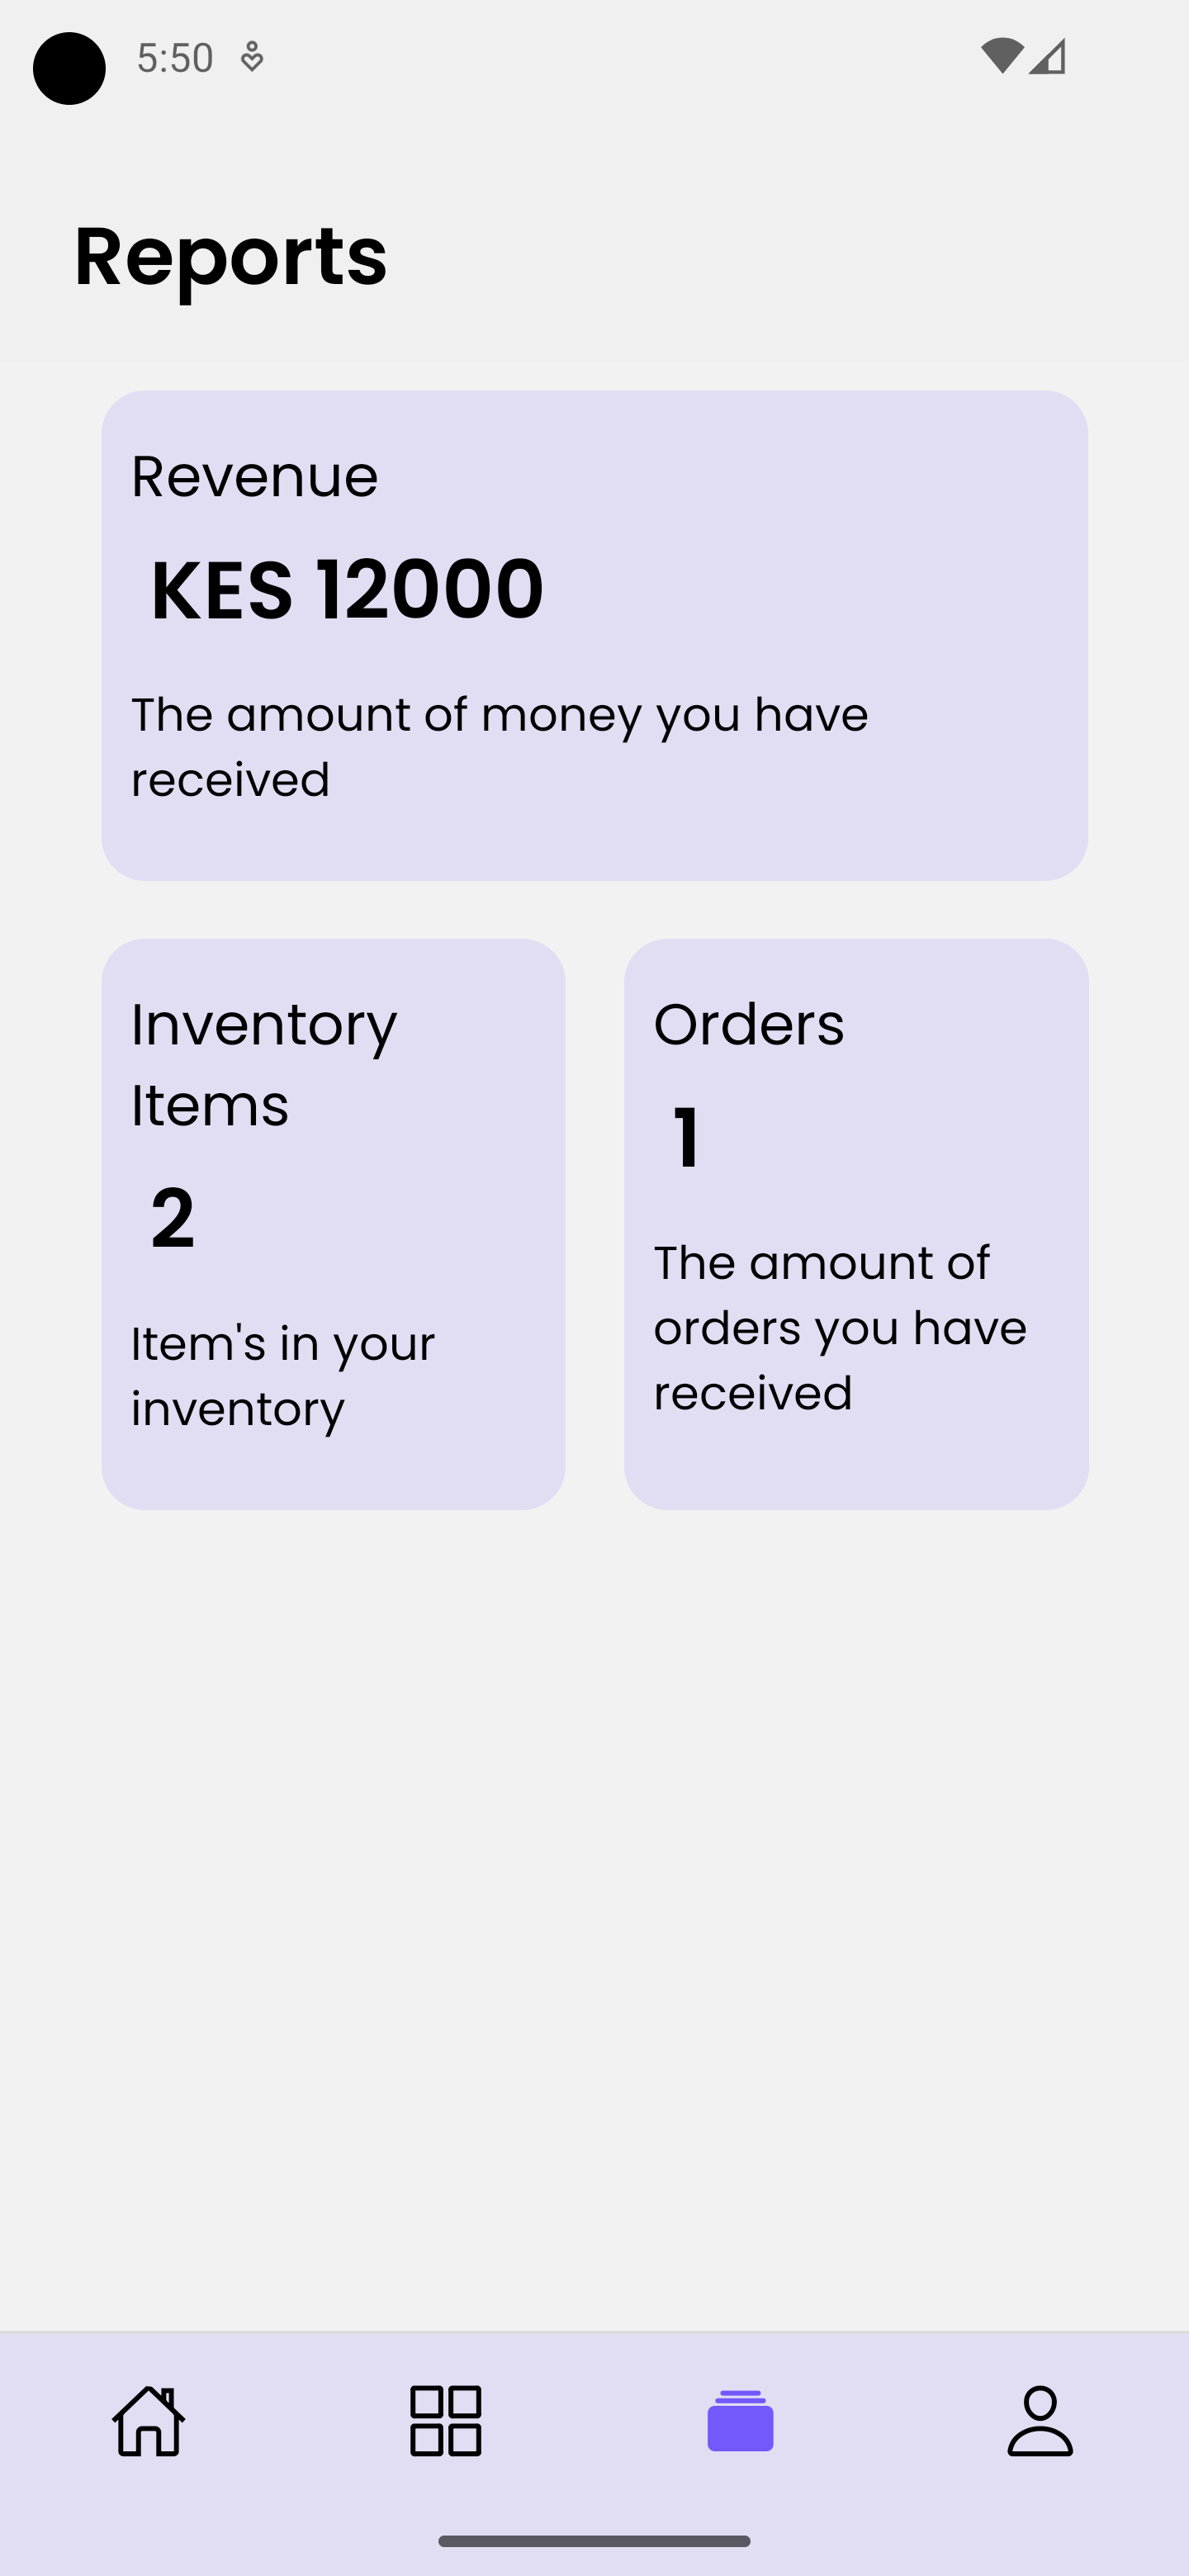 5:50
Reports
Revenue
KES 12000
The amount of money you have
received
Inventory
Items
2
Item's in your
inventory
Orders
1
The amount of
orders you have
received